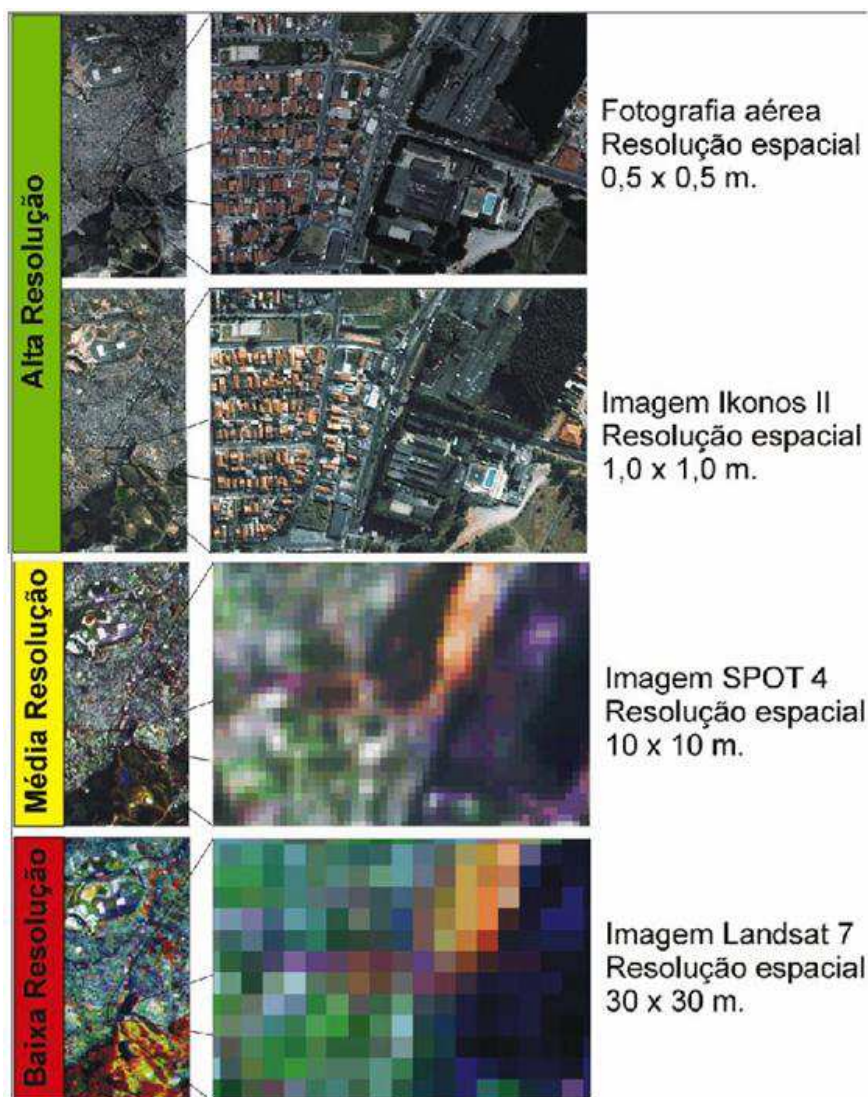 Alta Resolução
Fotografia aérea
Resolução espacial
0,5 x 0,5 m.
Imagem Ikonos II
Resolução espacial
1,0 x 1,0 m.
Média Resolução
Imagem SPOT 4
Resolução espacial
10 x 10 m.
Baixa Resolução
Imagem Landsat 7
Resolução espacial
30 x 30 m.